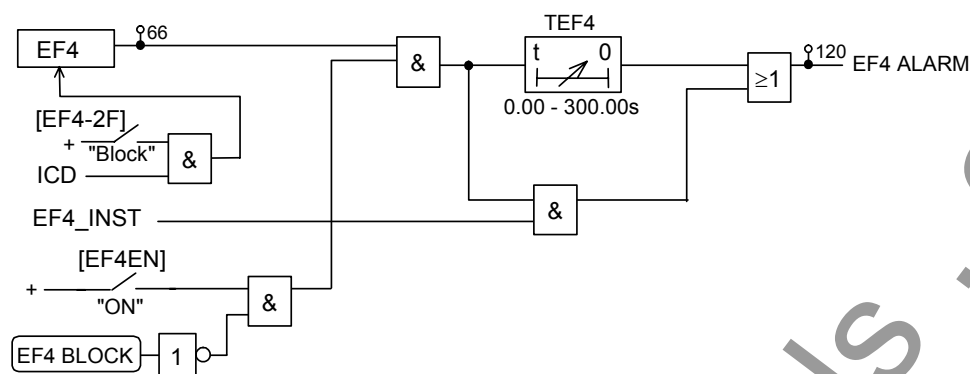 TEF4
EF4
66
&
t 0
≥1
120
EF4 ALARM
0.00 - 300.00s
[EF4-2F]
+
"Block"
&
ICD
&
EF4_INST
[EF4EN]
+
"ON"
&
EF4 BLOCK
1